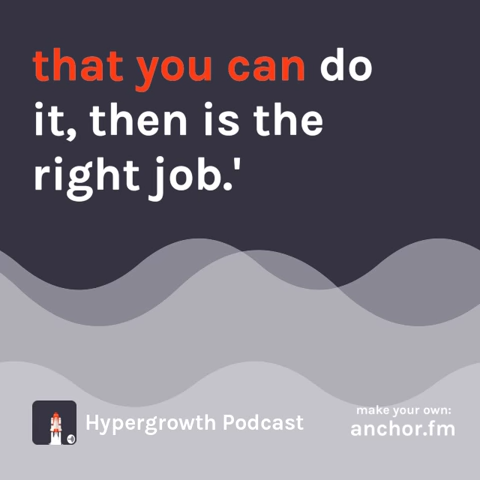 that you can do
it, then is the
right job.'
Hypergrowth Podcast
make your own:
anchor.fm